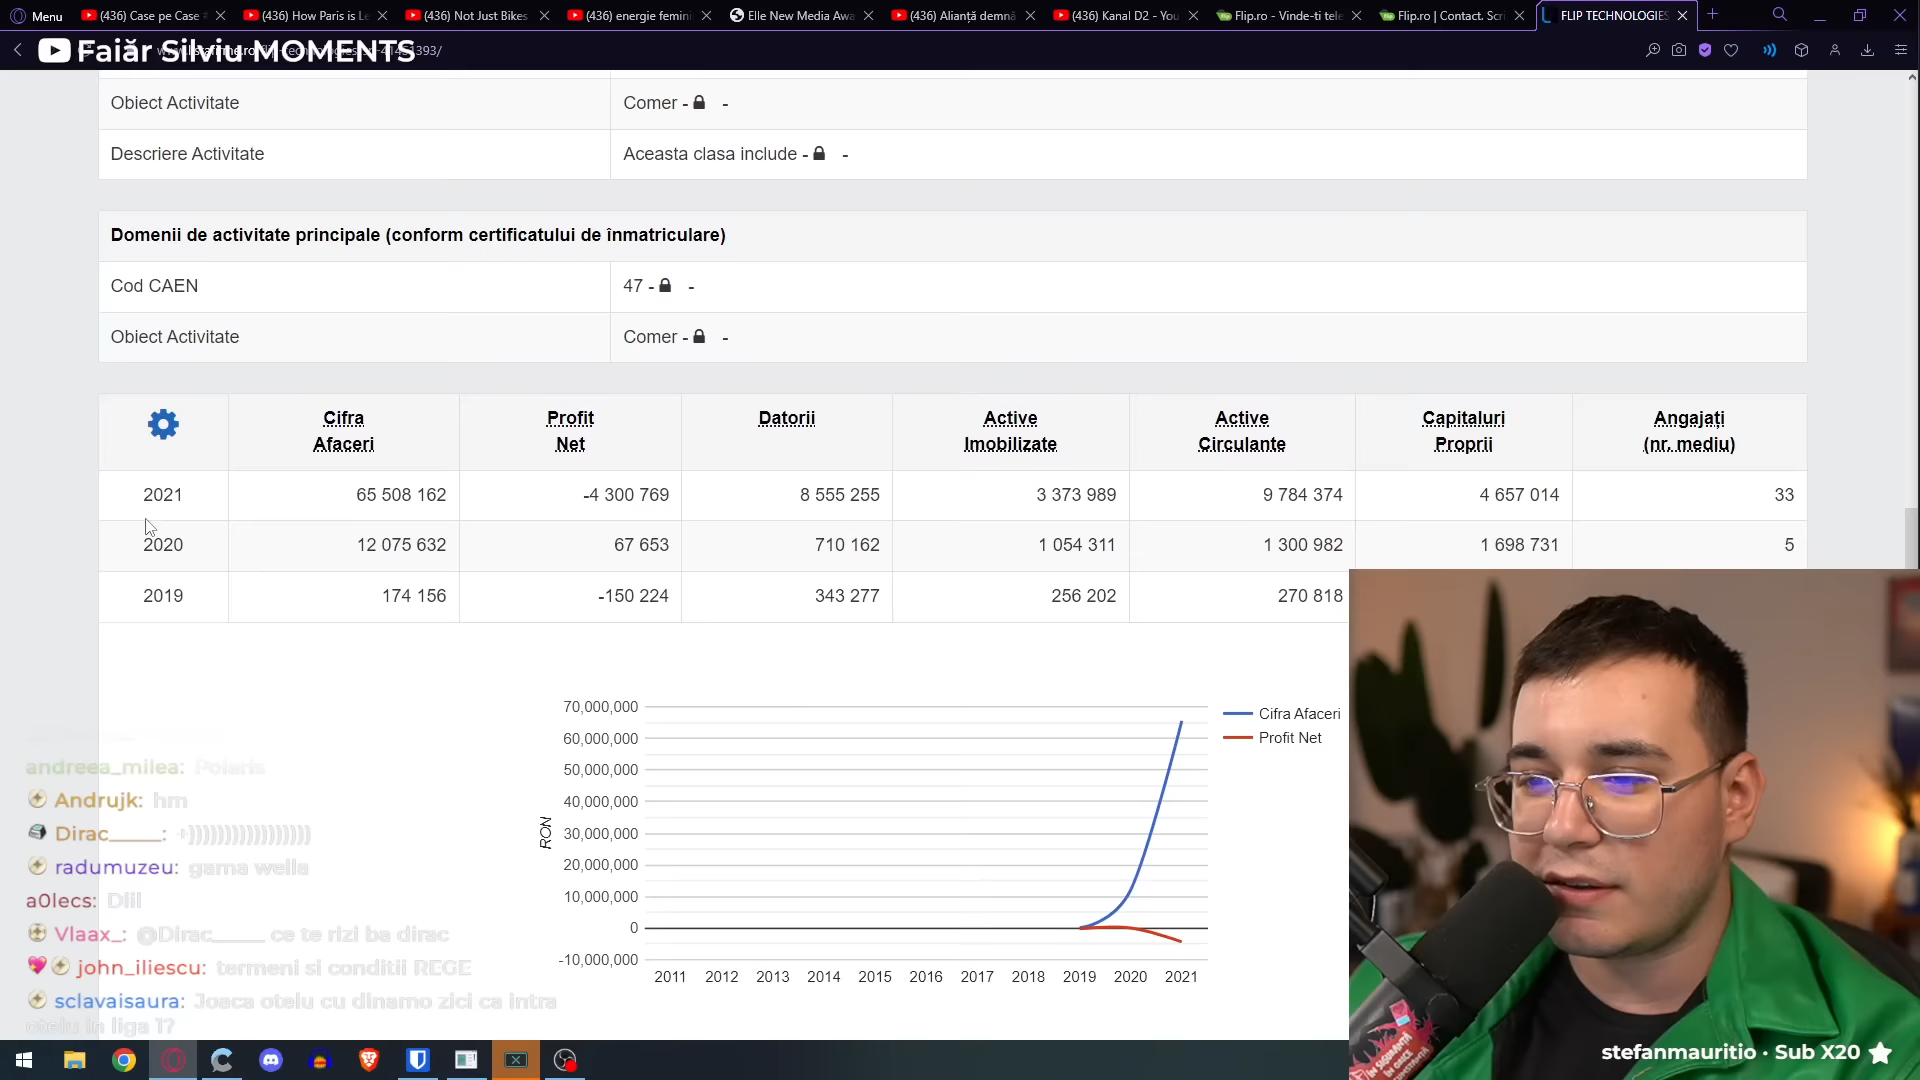 Menu
(436) Case pe Case
(436) How Paris is Le
(436) Not Just Bikes
(436) energie femini
Elle New Media Awa
(436) Alianță demnă
(436) Kanal D2 - You
Flip.ro - Vinde-ti tele
Flip.ro | Contact. Scri
FLIP TECHNOLOGIES
Faiăr Silviu MOMENTS
Obiect Activitate
Comer - -
Descriere Activitate
Aceasta clasa include - -
Domenii de activitate principale (conform certificatului de înmatriculare)
Cod CAEN
47 - -
Obiect Activitate
Comer - -
Cifra Afaceri
Profit Net
Datorii
Active Imobilizate
Active Circulante
Capitaluri Proprii
Angajați (nr. mediu)
2021 65 508 162 -4 300 769 8 555 255 3 373 989 9 784 374 4 657 014 33
2020 12 075 632 67 653 710 162 1 054 311 1 300 982 1 698 731 5
2019 174 156 -150 224 343 277 256 202 270 818
70,000,000
60,000,000
50,000,000
40,000,000
30,000,000
20,000,000
10,000,000
0
-10,000,000
RON
2011 2012 2013 2014 2015 2016 2017 2018 2019 2020 2021
Cifra Afaceri
Profit Net
andreea_milea: Polaris
Andrujk: hm
Dirac_____: :)))))))))))))))))
radumuzeu: gama wella
a0lecs: Diil
Vlaax_: @Dirac_____ ce te rizi ba dirac
john_iliescu: termeni si conditii REGE
sclavaisaura: Joaca otelu cu dinamo zici ca intra
otelu in liga 1?
stefanmauritio · Sub X20